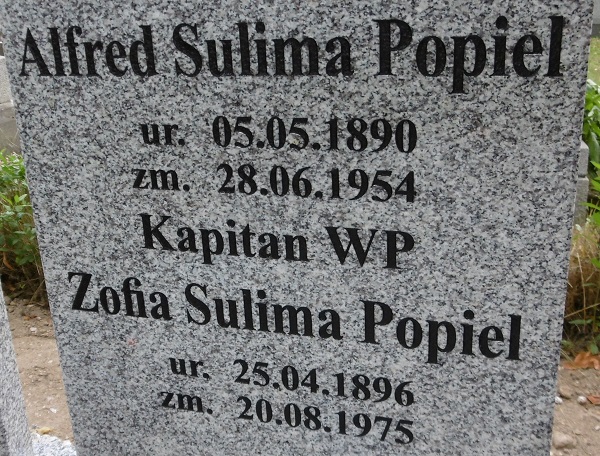 Alfred Sulima Popiel
ur. 05.05.1890
zm. 28.06.1954
Kapitan WP
Zofia Sulima Popiel
ur. 25.04.1896
zm. 20.08.1975